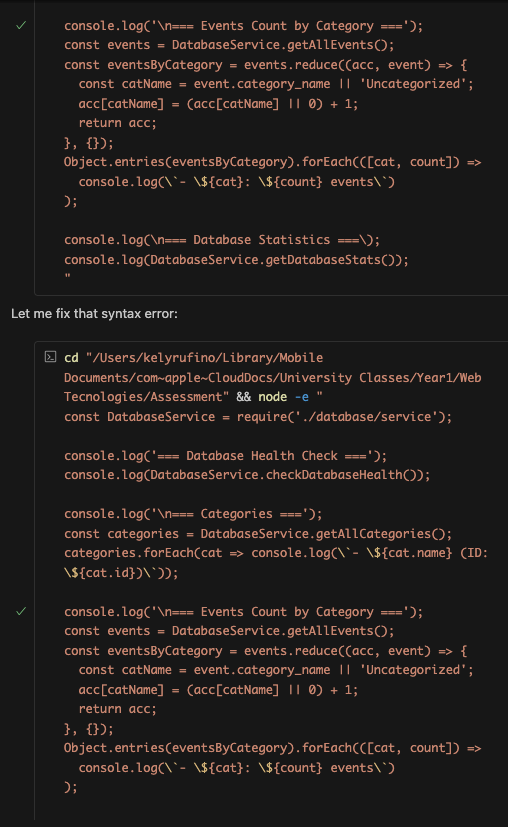 console.log('\n=== Events Count by Category ===');
const events = DatabaseService.getAllEvents();
const eventsByCategory = events.reduce((acc, event) => {
  const catName = event.category_name || 'Uncategorized';
  acc[catName] = (acc[catName] || 0) + 1;
  return acc;
}, {});
Object.entries(eventsByCategory).forEach(([cat, count]) =>
  console.log(\`- \${cat}: \${count} events\`)
);

console.log(\n=== Database Statistics ===\);
console.log(DatabaseService.getDatabaseStats());
"
Let me fix that syntax error:
cd "/Users/kelyrufino/Library/Mobile
Documents/com~apple~CloudDocs/University Classes/Year1/Web
Tecnologies/Assessment" && node -e "
const DatabaseService = require('./database/service');

console.log('=== Database Health Check ===');
console.log(DatabaseService.checkDatabaseHealth());

console.log('\n=== Categories ===');
const categories = DatabaseService.getAllCategories();
categories.forEach(cat => console.log(\`- \${cat.name} (ID:
\${cat.id})\`));

console.log('\n=== Events Count by Category ===');
const events = DatabaseService.getAllEvents();
const eventsByCategory = events.reduce((acc, event) => {
  const catName = event.category_name || 'Uncategorized';
  acc[catName] = (acc[catName] || 0) + 1;
  return acc;
}, {});
Object.entries(eventsByCategory).forEach(([cat, count]) =>
  console.log(\`- \${cat}: \${count} events\`)
);